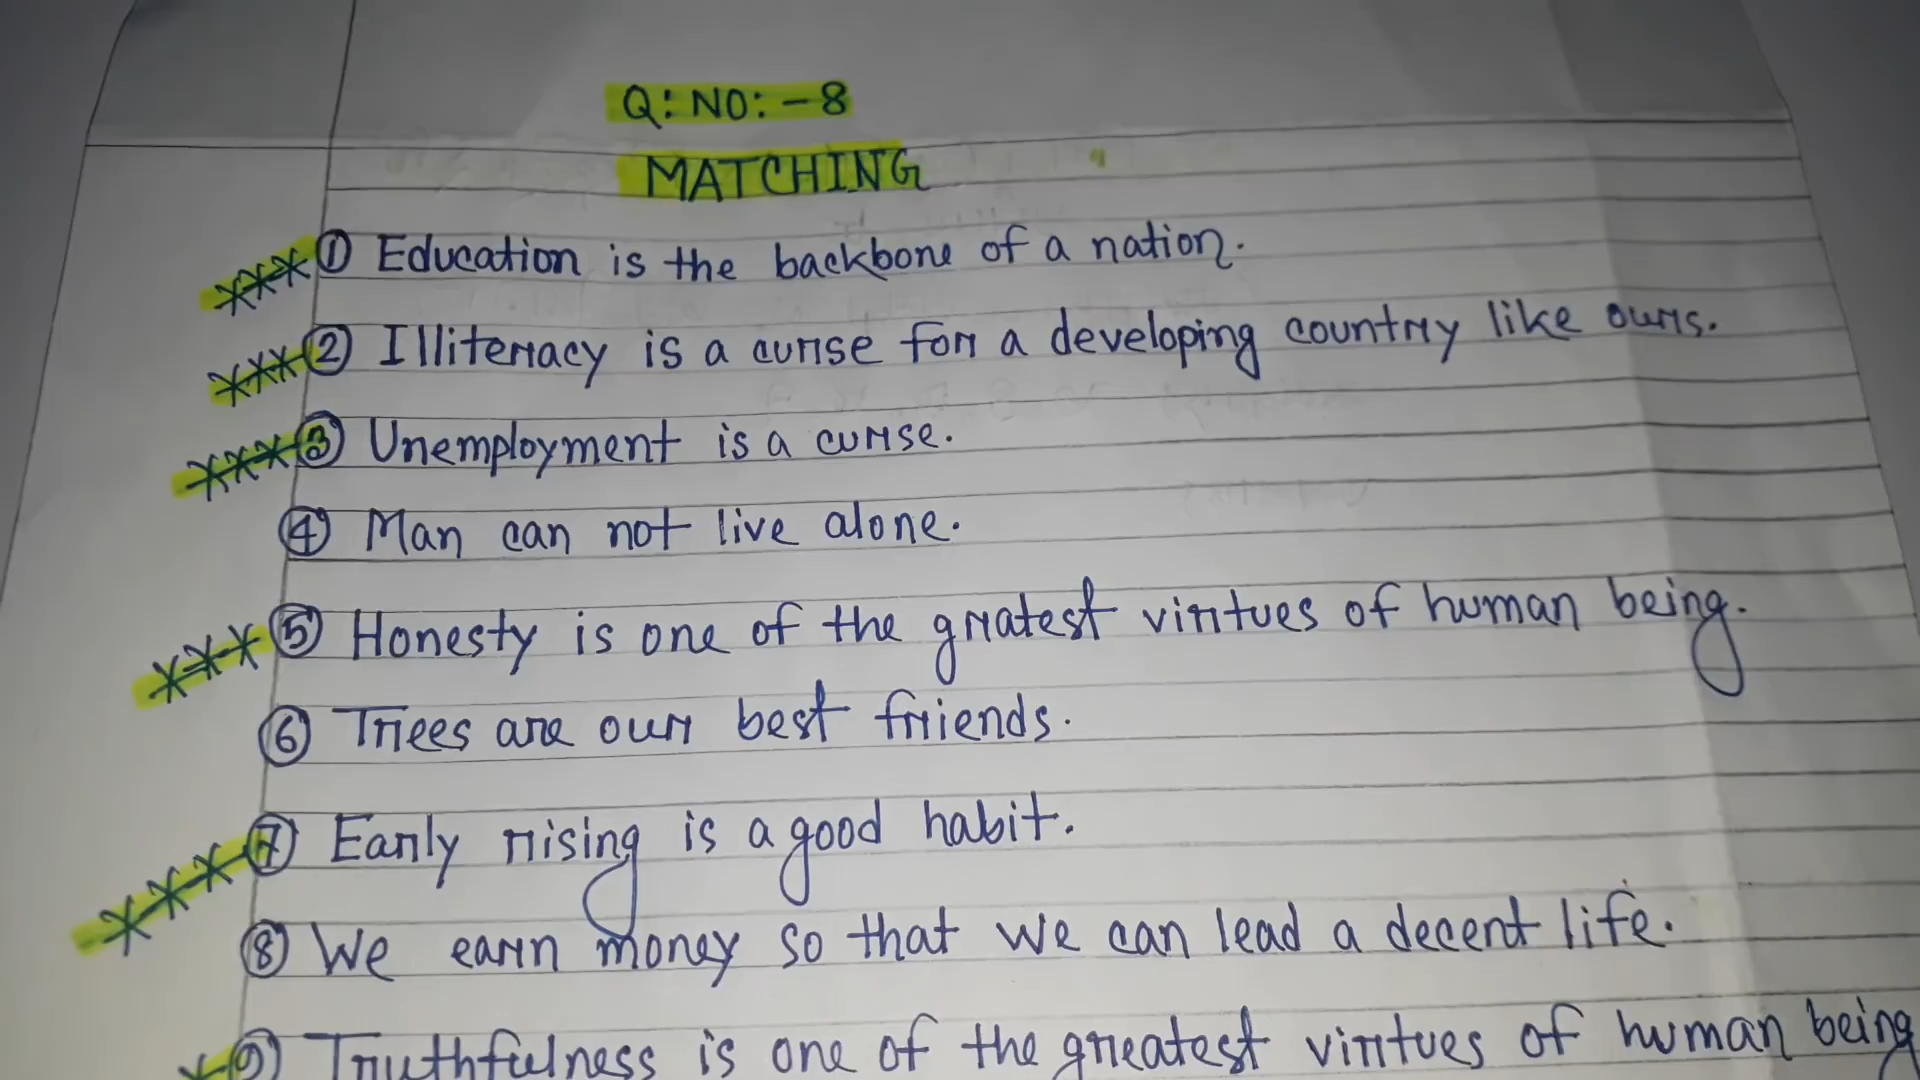 Q: NO: - 8
MATCHING
*** ① Education is the backbone of a nation.
*** ② Illiteracy is a curse for a developing country like ours.
*** ③ Unemployment is a curse.
④ Man can not live alone.
*** ⑤ Honesty is one of the gratest virtues of human being.
⑥ Trees are our best friends.
*** ⑦ Early rising is a good habit.
⑧ We earn money so that we can lead a decent life.
* ⑨ Truthfulness is one of the greatest virtues of human being